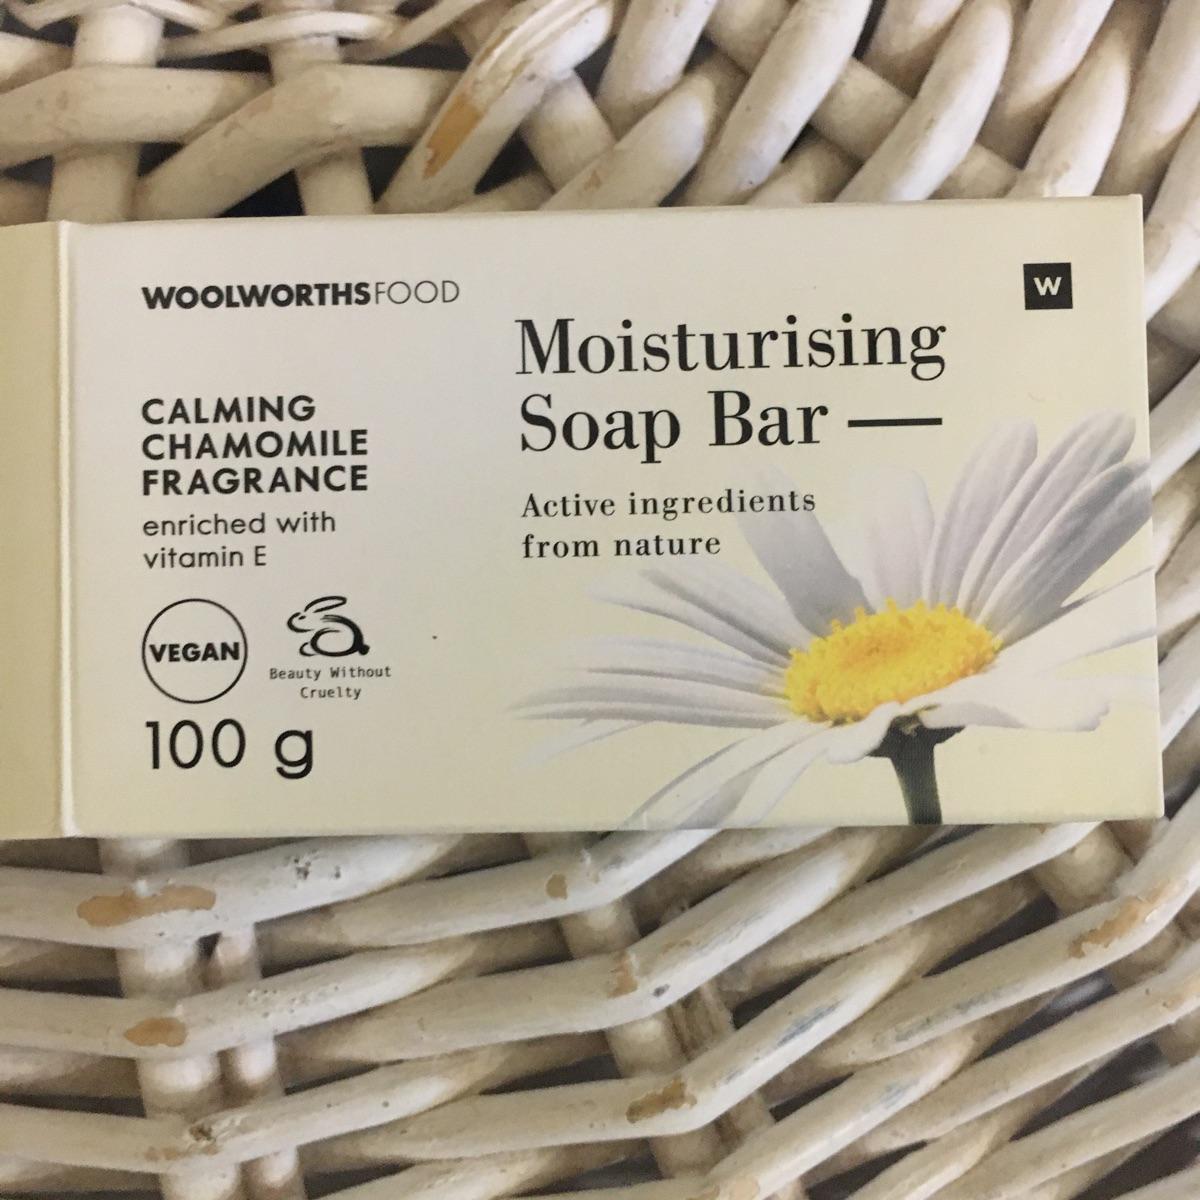 WOOLWORTHSFOOD
W
Moisturising
Soap Bar —
Active ingredients
from nature
CALMING
CHAMOMILE
FRAGRANCE
enriched with
vitamin E
VEGAN
Beauty Without
Cruelty
100 g